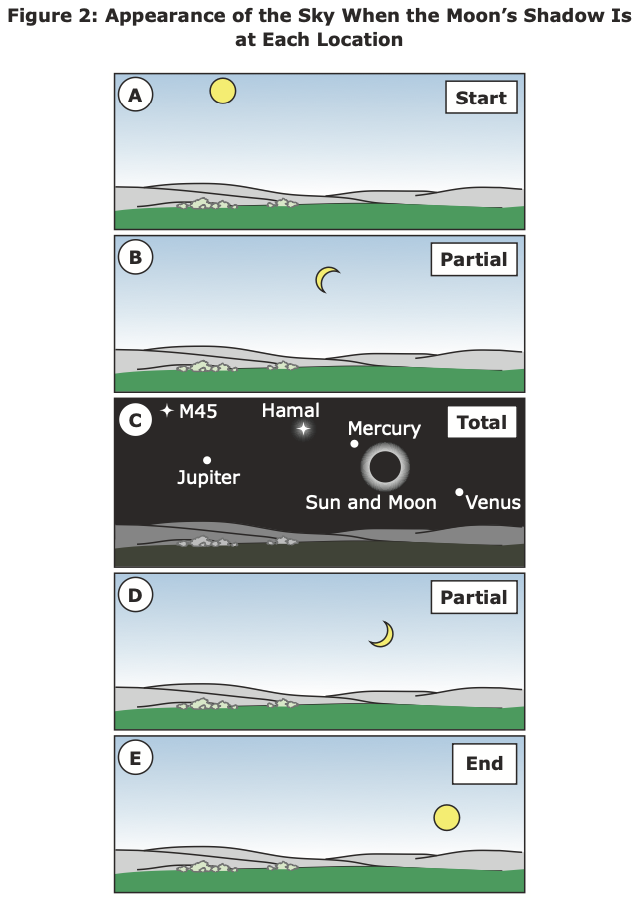 Figure 2: Appearance of the Sky When the Moon’s Shadow Is
at Each Location
A
Start
B
Partial
C
M45
Hamal
Total
Mercury
Jupiter
Sun and Moon
Venus
D
Partial
E
End